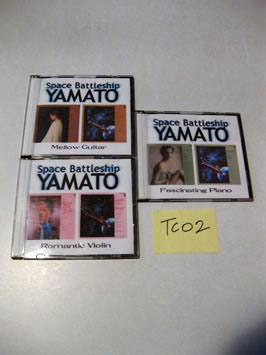 Space Battleship
YAMATO
Mellow Guitar
Space Battleship
YAMATO
Fascinating Piano
Space Battleship
YAMATO
Romantic Violin
TC02